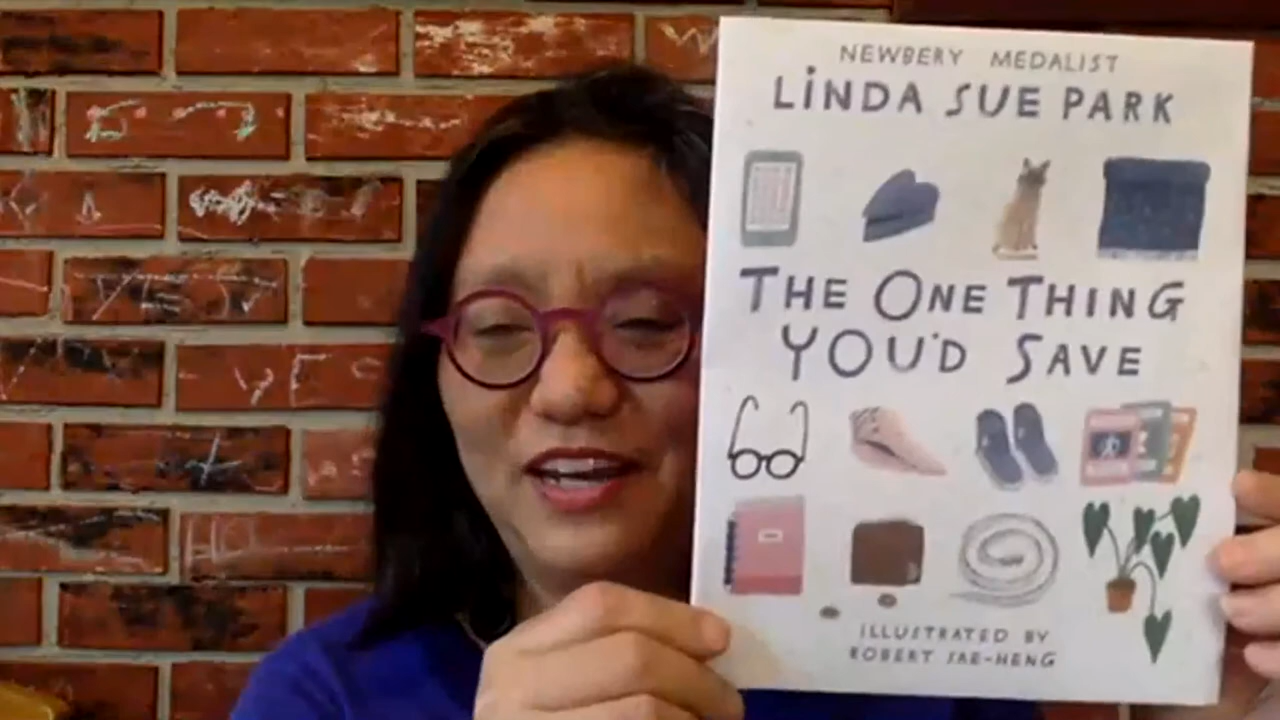 NEWBERY MEDALIST
LINDA SUE PARK
THE ONE THING
YOU'D SAVE
ILLUSTRATED BY
ROBERT SAE-HENG